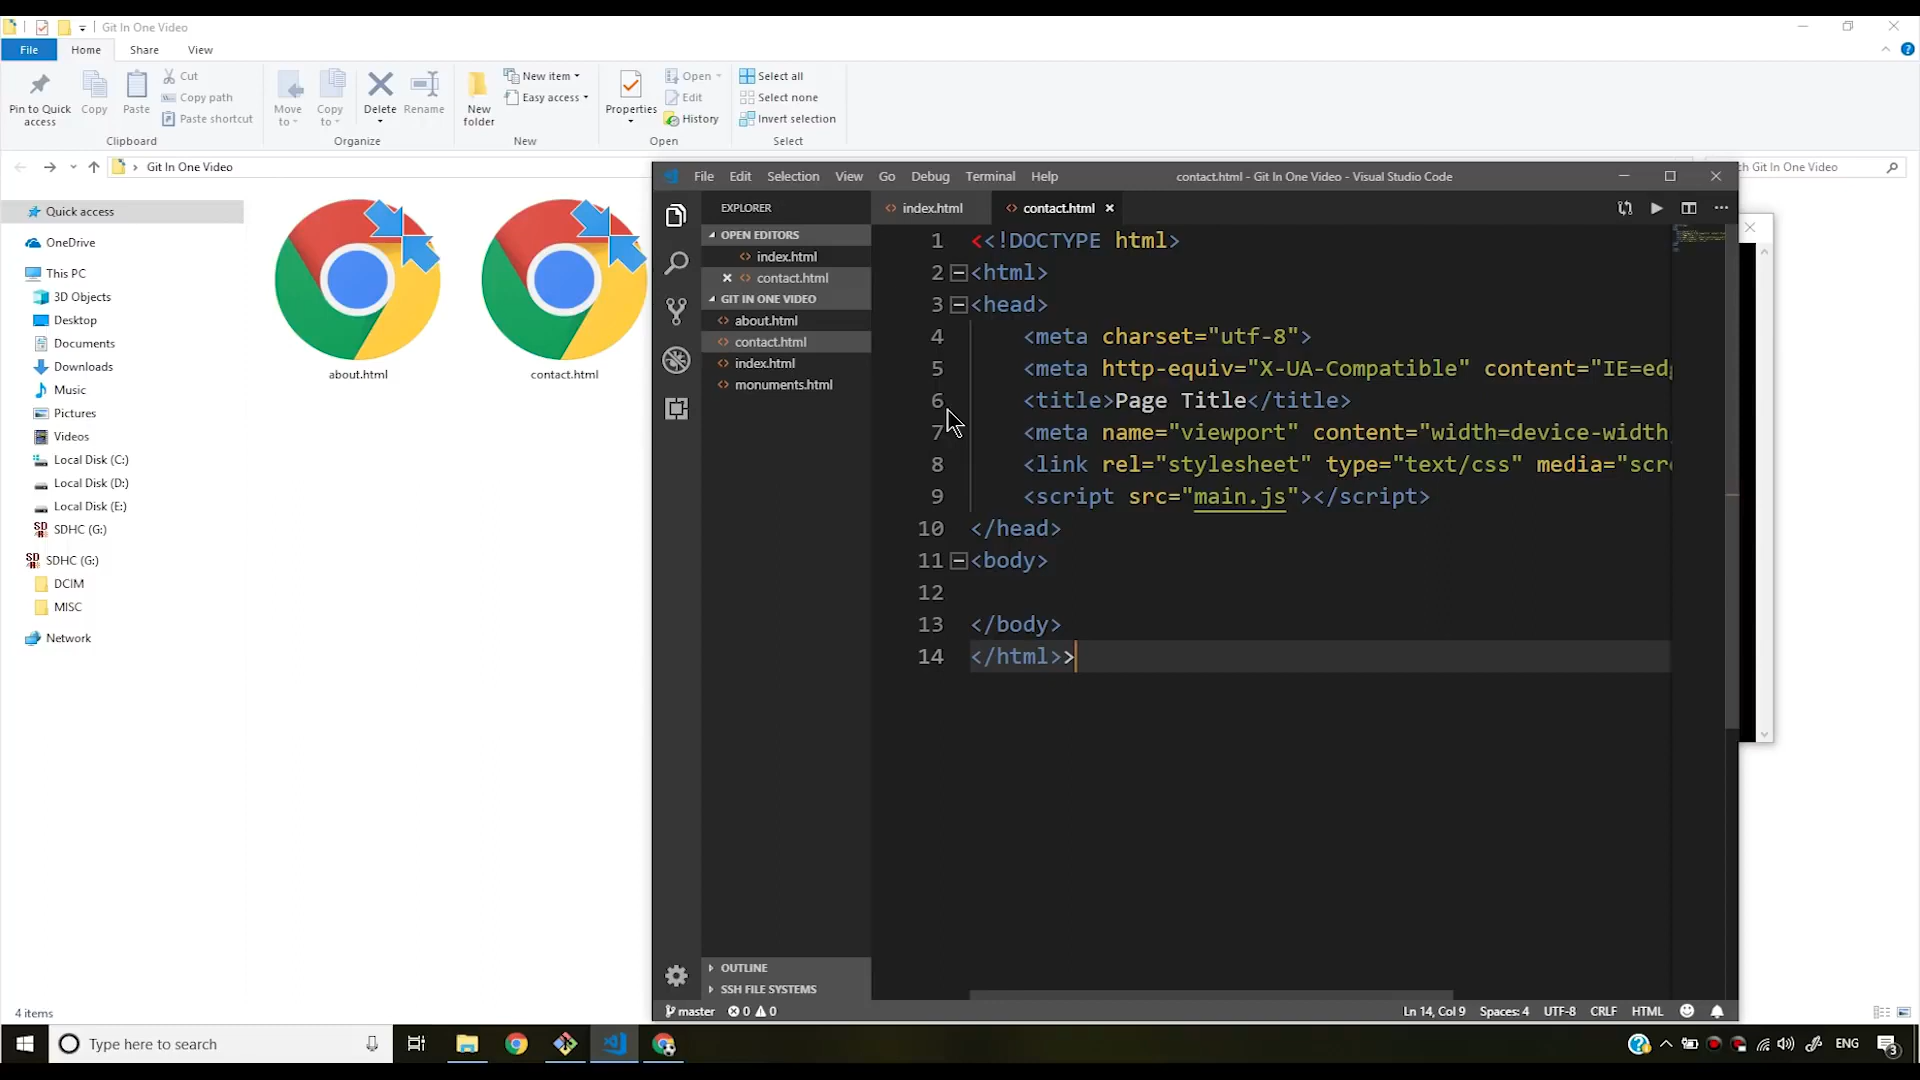 Git In One Video
File Home Share View
Pin to Quick access
Copy
Paste
Cut
Copy path
Paste shortcut
Clipboard
Move to
Copy to
Delete
Rename
Organize
New folder
New item
Easy access
New
Properties
Open
Edit
History
Open
Select all
Select none
Invert selection
Select
Git In One Video
Git In One Video
Quick access
OneDrive
This PC
3D Objects
Desktop
Documents
Downloads
Music
Pictures
Videos
Local Disk (C:)
Local Disk (D:)
Local Disk (E:)
SDHC (G:)
SDHC (G:)
DCIM
MISC
Network
about.html
contact.html
4 items
File Edit Selection View Go Debug Terminal Help
contact.html - Git In One Video - Visual Studio Code
EXPLORER
OPEN EDITORS
index.html
contact.html
GIT IN ONE VIDEO
about.html
contact.html
index.html
monuments.html
OUTLINE
SSH FILE SYSTEMS
index.html
contact.html
1 <<!DOCTYPE html>
2 <html>
3 <head>
4 <meta charset="utf-8">
5 <meta http-equiv="X-UA-Compatible" content="IE=edg
6 <title>Page Title</title>
7 <meta name="viewport" content="width=device-width,
8 <link rel="stylesheet" type="text/css" media="scre
9 <script src="main.js"></script>
10 </head>
11 <body>
12
13 </body>
14 </html>>
master 0 0
Ln 14, Col 9 Spaces: 4 UTF-8 CRLF HTML
Type here to search
ENG
3